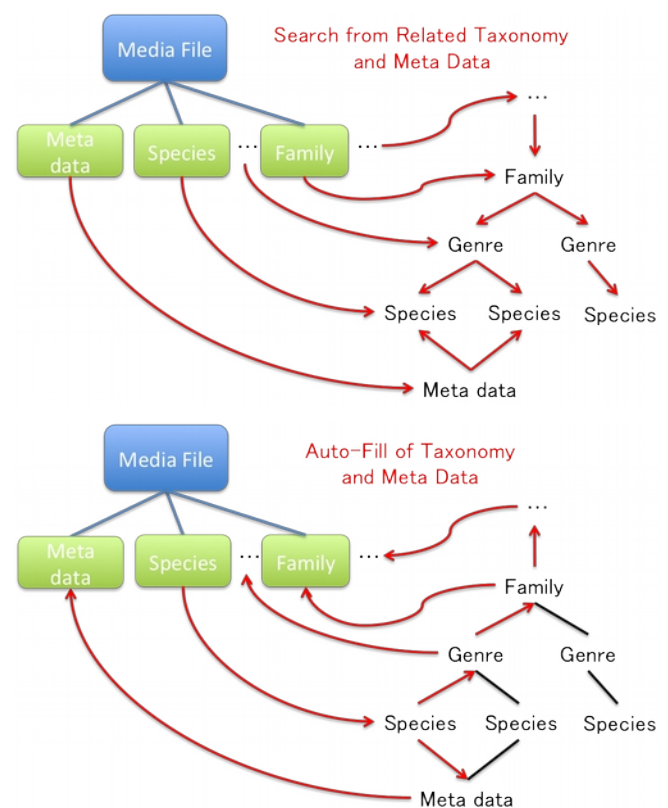 Media File
Search from Related Taxonomy
and Meta Data
...
Meta
data
Species
...
Family
...
Family
Genre
Genre
Species
Species
Species
Meta data
Media File
Auto-Fill of Taxonomy
and Meta Data
...
Meta
data
Species
...
Family
...
Family
Genre
Genre
Species
Species
Species
Meta data